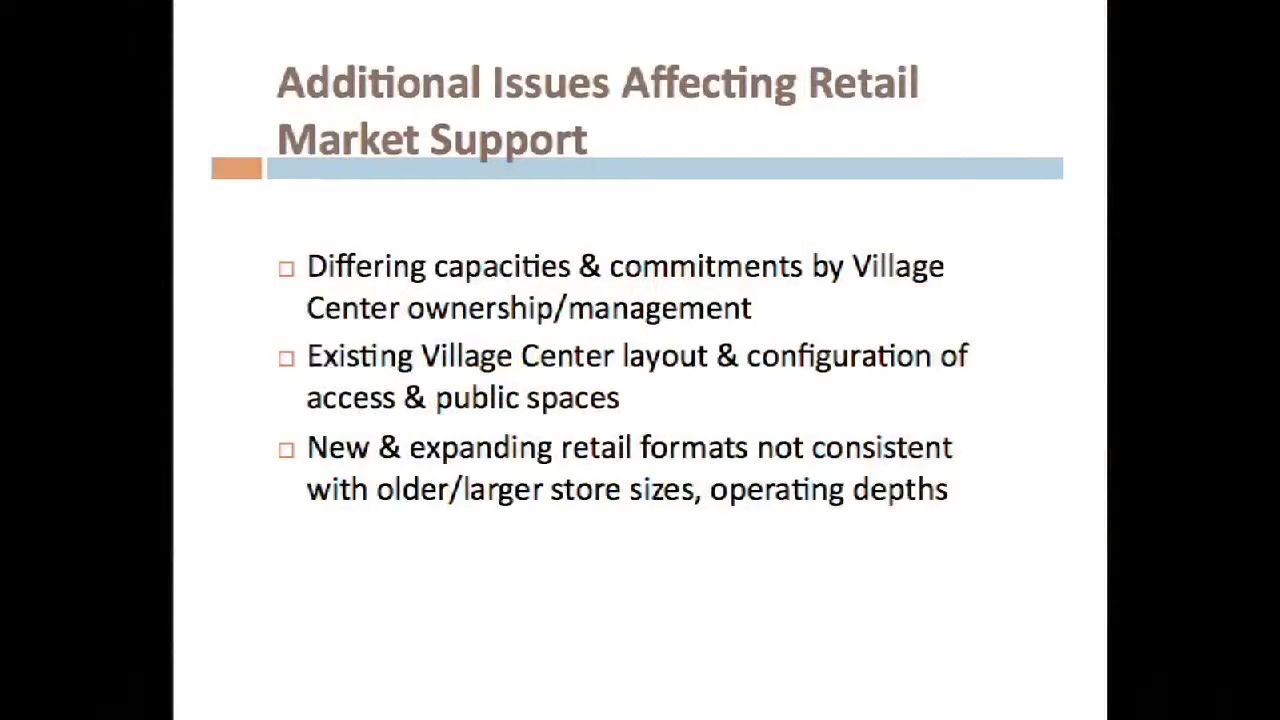 Additional Issues Affecting Retail
Market Support
Differing capacities & commitments by Village
Center ownership/management
Existing Village Center layout & configuration of
access & public spaces
New & expanding retail formats not consistent
with older/larger store sizes, operating depths